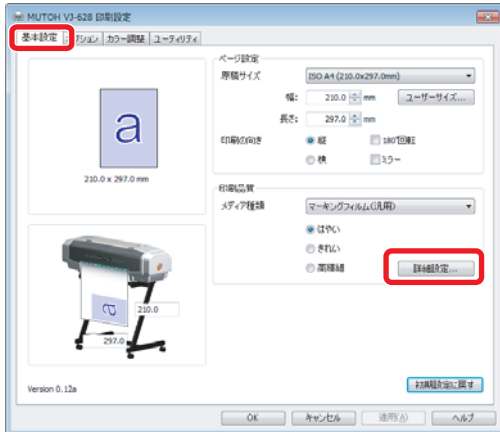 MUTOH VJ-628 印刷設定
基本設定 プション カラー調整 ユーティリティ
ページ設定
原稿サイズ ISO A4 (210.0x297.0mm)
幅: 210.0 mm ユーザーサイズ...
長さ: 297.0 mm
印刷の向き 縦 180°回転
横 ミラー
a
210.0 x 297.0 mm
印刷品質
メディア種類 マーキングフィルム(汎用)
はやい
きれい
高精細 詳細設定...
a
210.0
297.0
Version 0.12a 初期設定に戻す
OK キャンセル 適用(A) ヘルプ